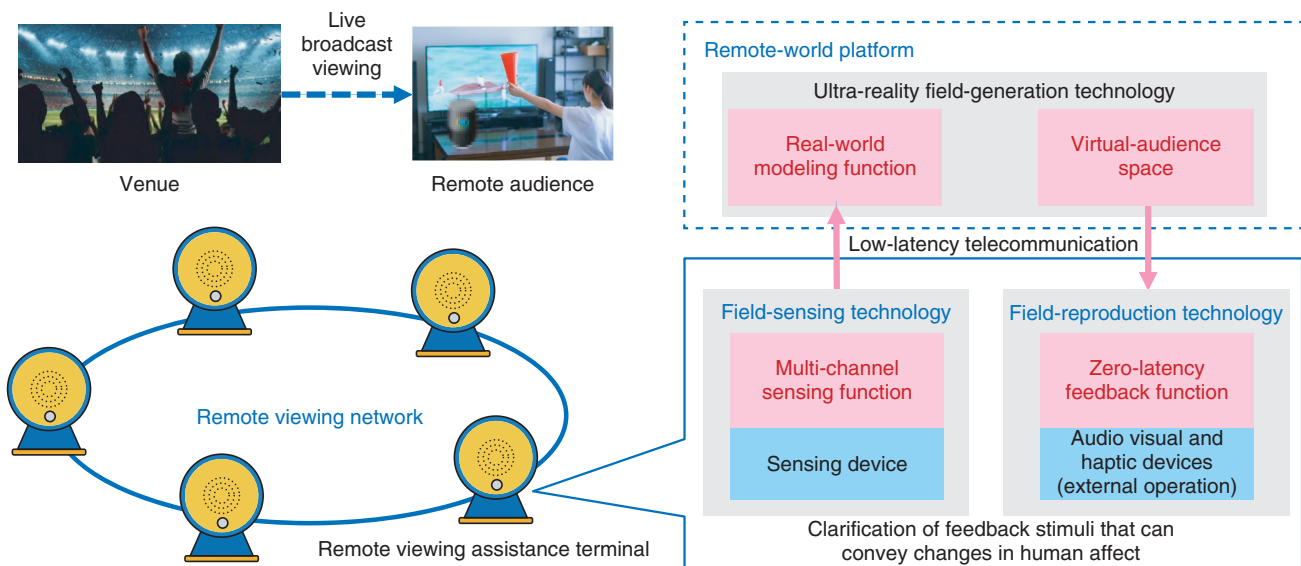 Live
broadcast
viewing
Venue
Remote audience
Remote viewing network
Remote viewing assistance terminal
Remote-world platform
Ultra-reality field-generation technology
Real-world
modeling function
Virtual-audience
space
Low-latency telecommunication
Field-sensing technology
Multi-channel
sensing function
Sensing device
Field-reproduction technology
Zero-latency
feedback function
Audio visual and
haptic devices
(external operation)
Clarification of feedback stimuli that can
convey changes in human affect